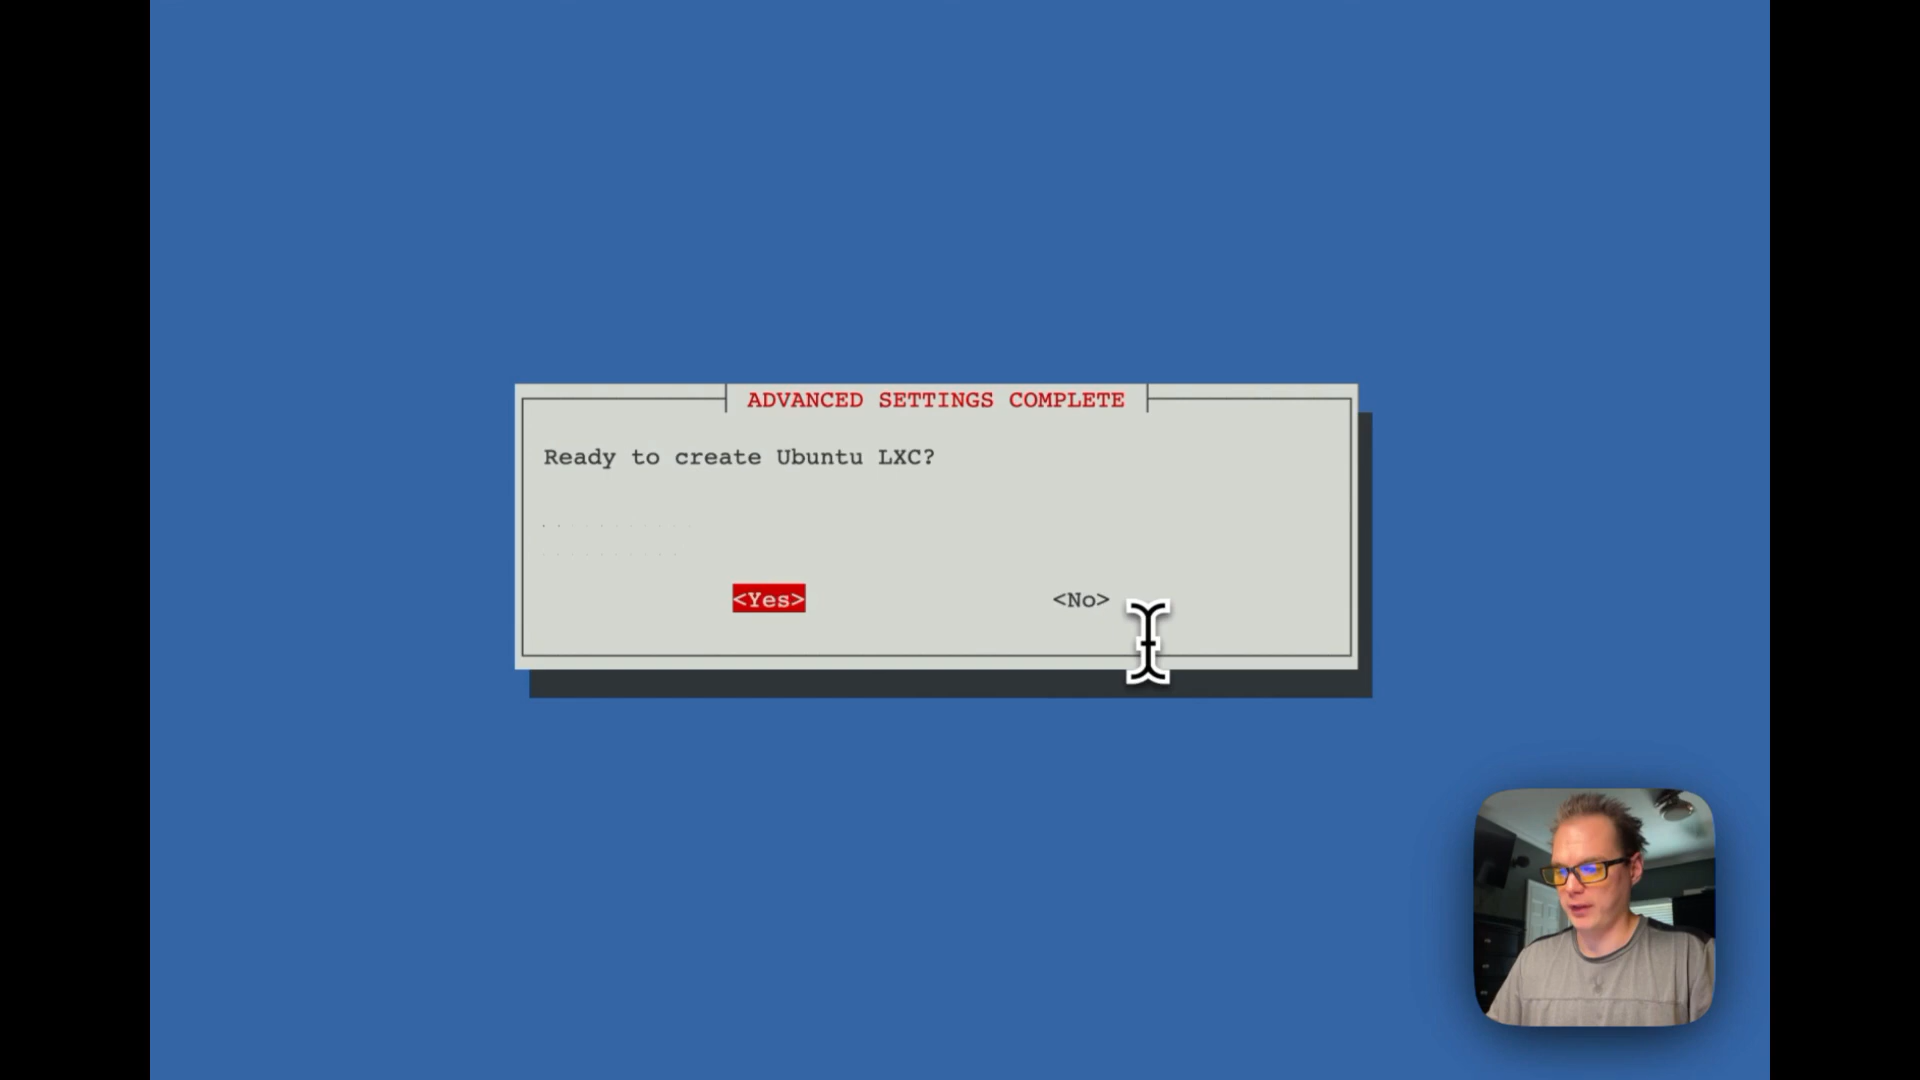 ADVANCED SETTINGS COMPLETE
Ready to create Ubuntu LXC?
<Yes> <No>